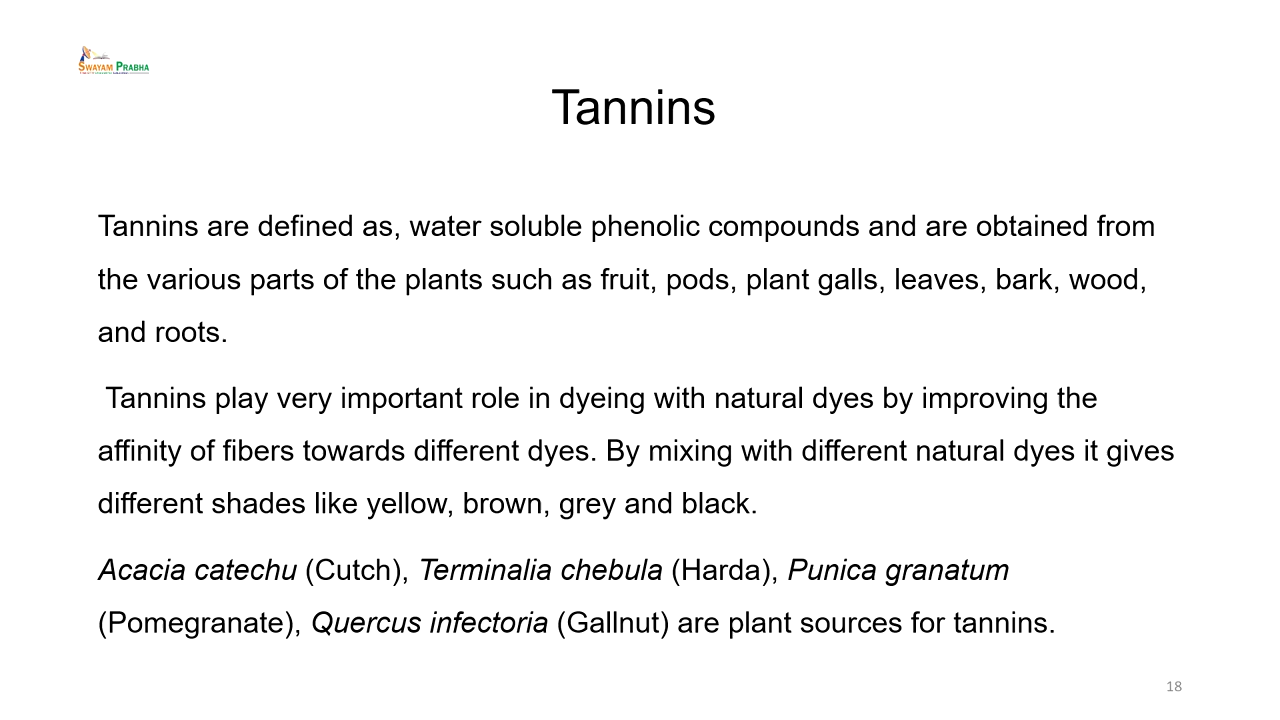 SWAYAM PRABHA
Tannins
Tannins are defined as, water soluble phenolic compounds and are obtained from
the various parts of the plants such as fruit, pods, plant galls, leaves, bark, wood,
and roots.
Tannins play very important role in dyeing with natural dyes by improving the
affinity of fibers towards different dyes. By mixing with different natural dyes it gives
different shades like yellow, brown, grey and black.
Acacia catechu (Cutch), Terminalia chebula (Harda), Punica granatum
(Pomegranate), Quercus infectoria (Gallnut) are plant sources for tannins.
18